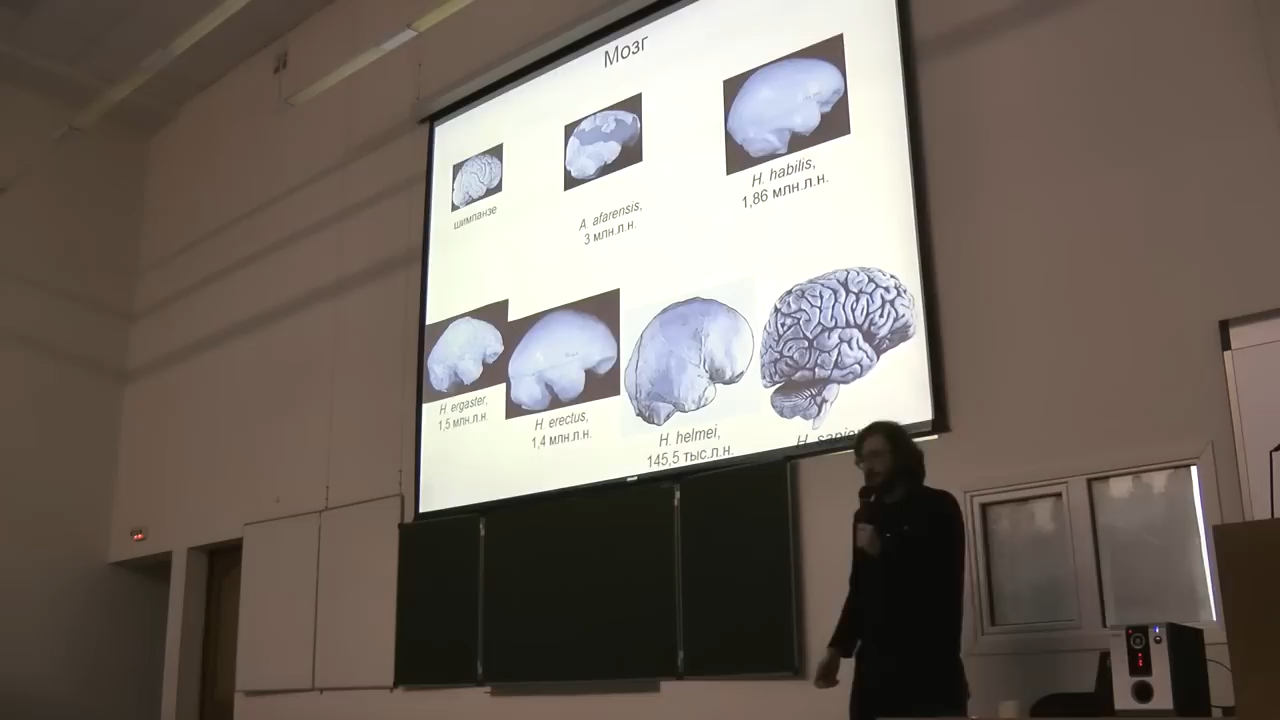 Мозг
шимпанзе
A. afarensis,
3 млн.л.н.
H. habilis,
1,86 млн.л.н.
H. ergaster,
1,5 млн.л.н.
H. erectus,
1,4 млн.л.н.
H. helmei,
145,5 тыс.л.н.
H. sapie